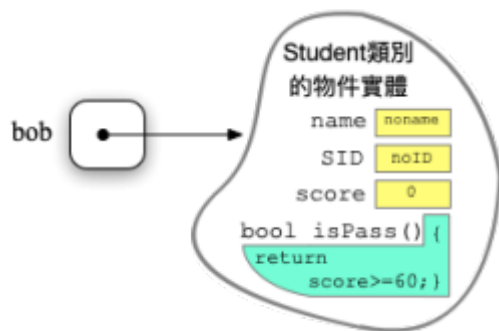 Student類別
的物件實體
bob
name noname
SID noID
score 0
bool isPass() {
return
score>=60;}